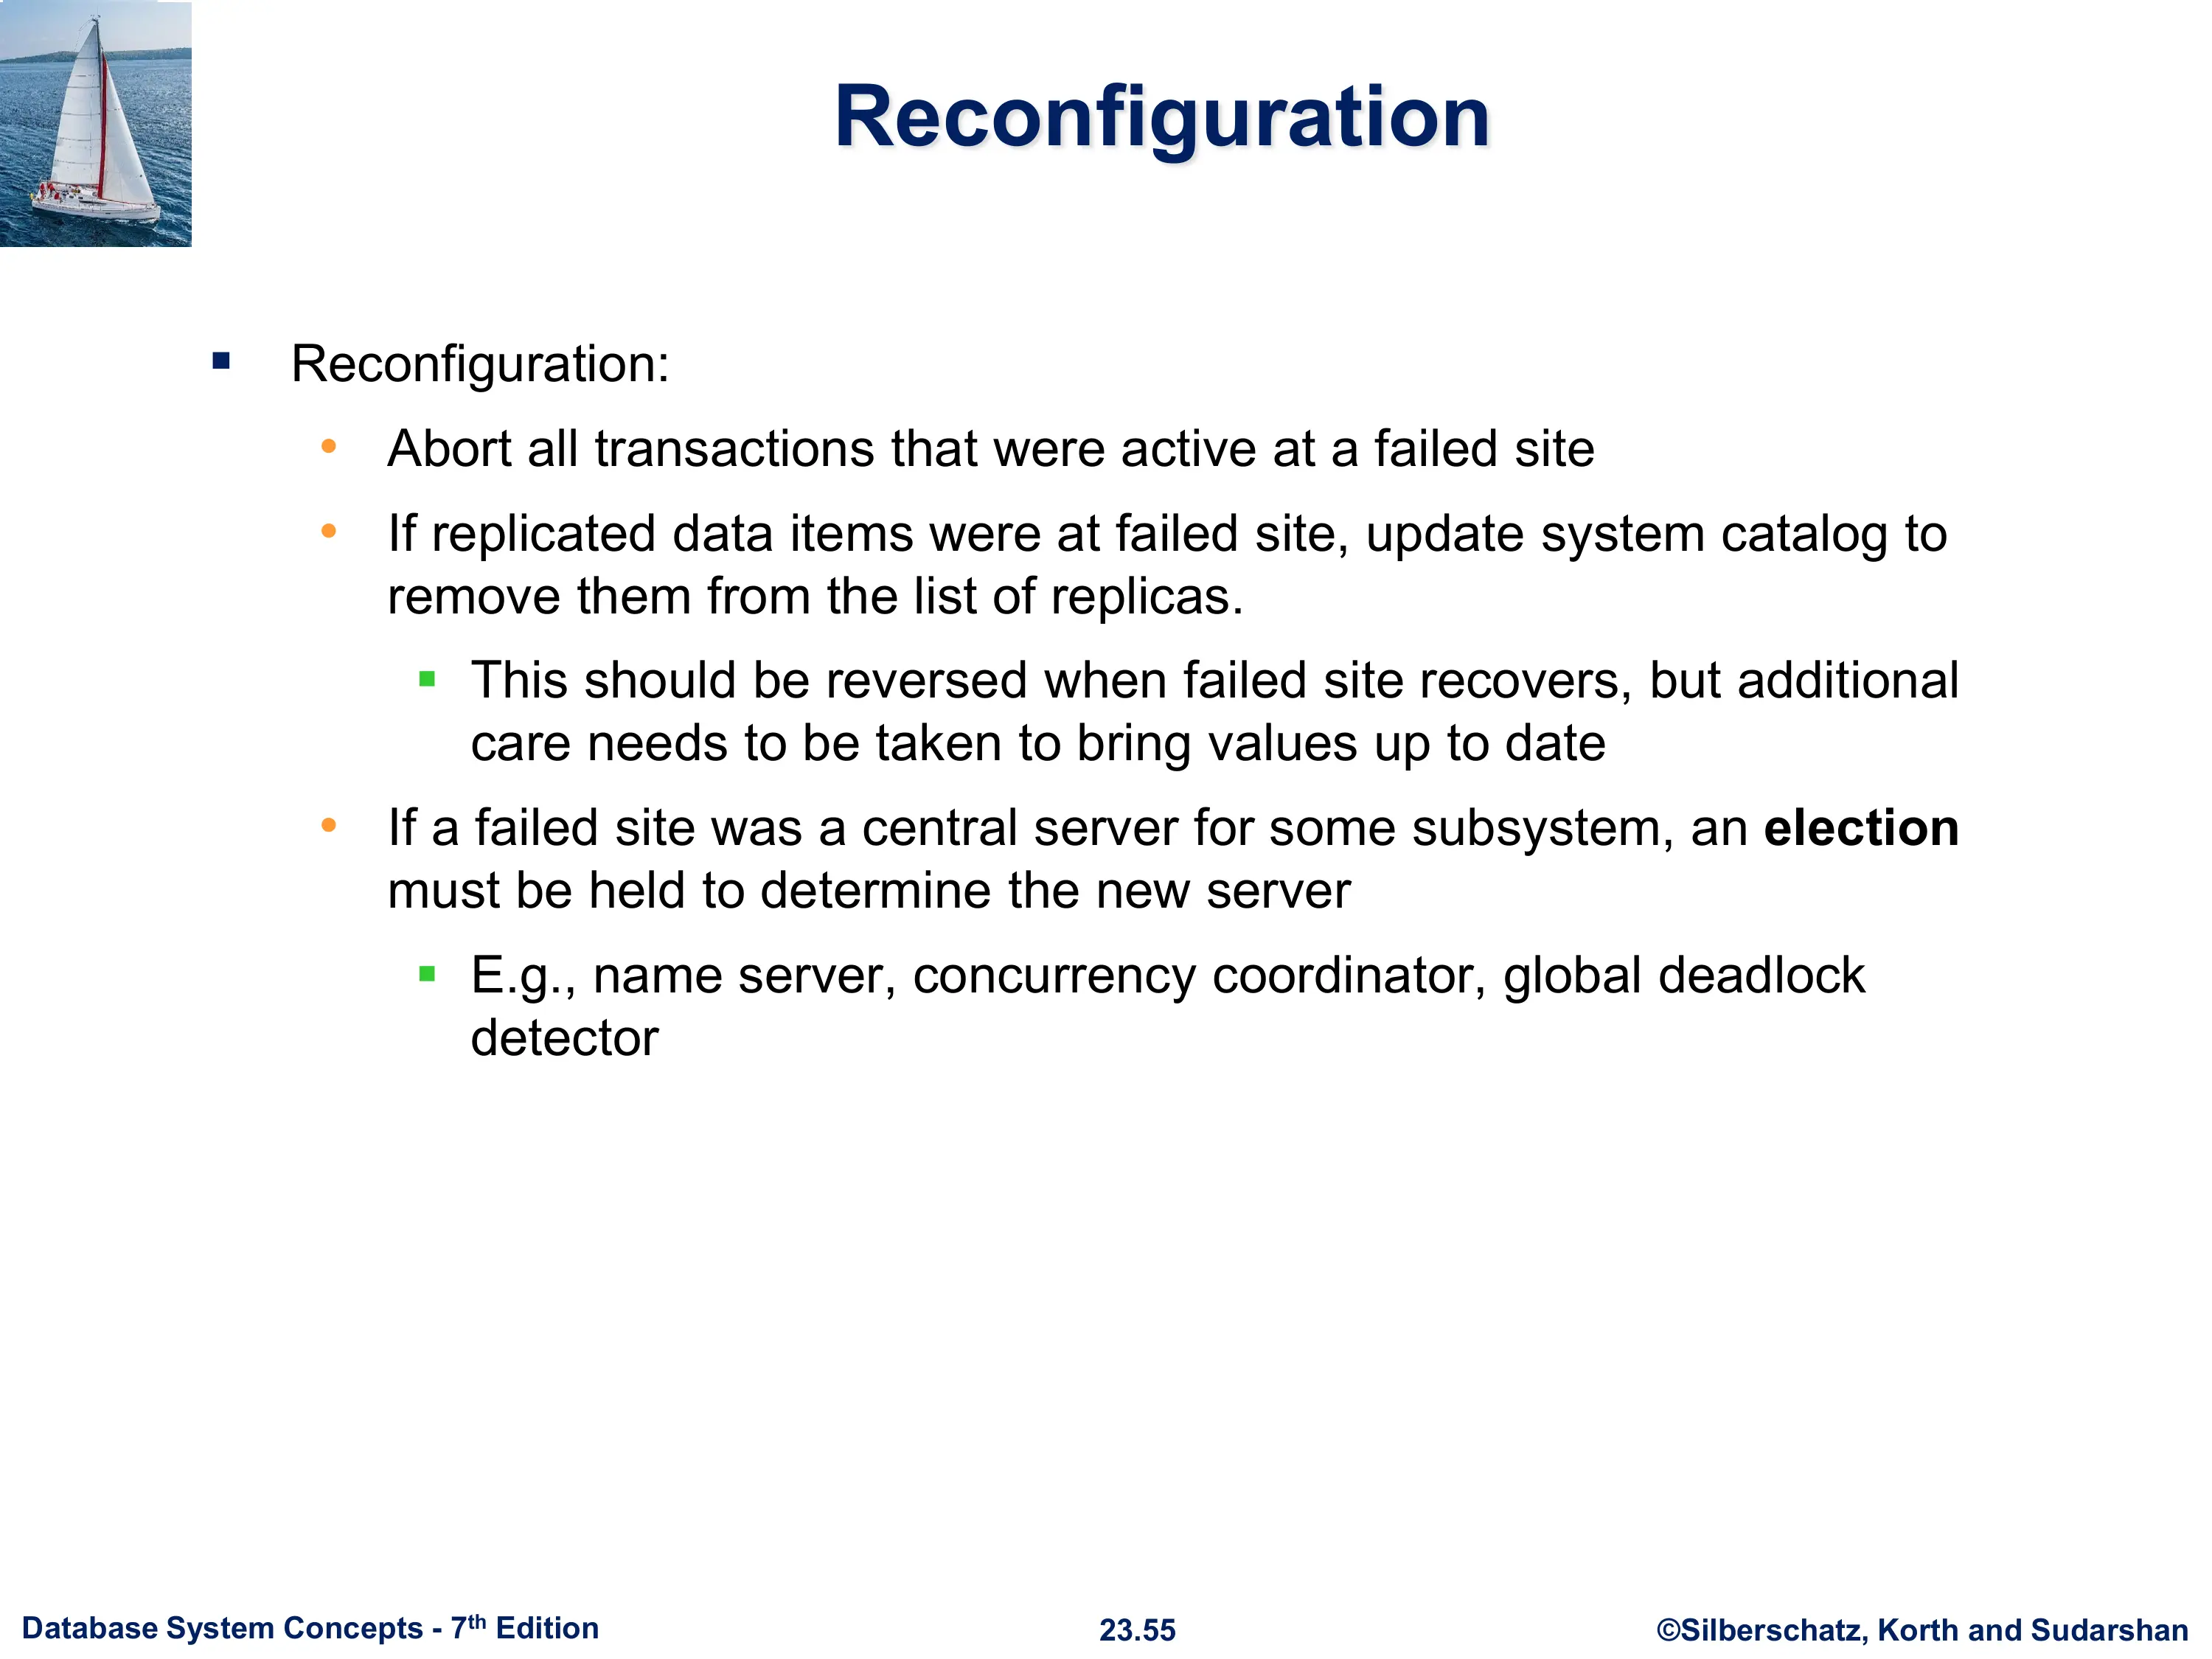 Reconfiguration
Reconfiguration:
Abort all transactions that were active at a failed site
If replicated data items were at failed site, update system catalog to
remove them from the list of replicas.
This should be reversed when failed site recovers, but additional
care needs to be taken to bring values up to date
If a failed site was a central server for some subsystem, an election
must be held to determine the new server
E.g., name server, concurrency coordinator, global deadlock
detector
Database System Concepts - 7th Edition
23.55
©Silberschatz, Korth and Sudarshan